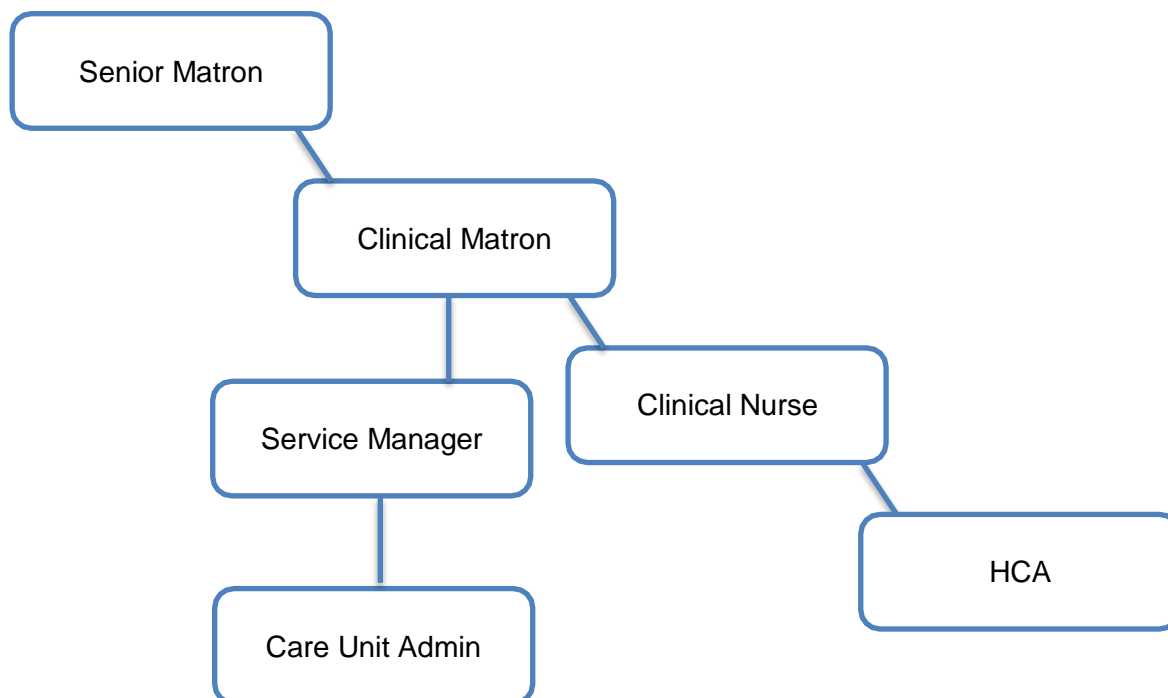 Senior Matron
Clinical Matron
Clinical Nurse
Service Manager
HCA
Care Unit Admin